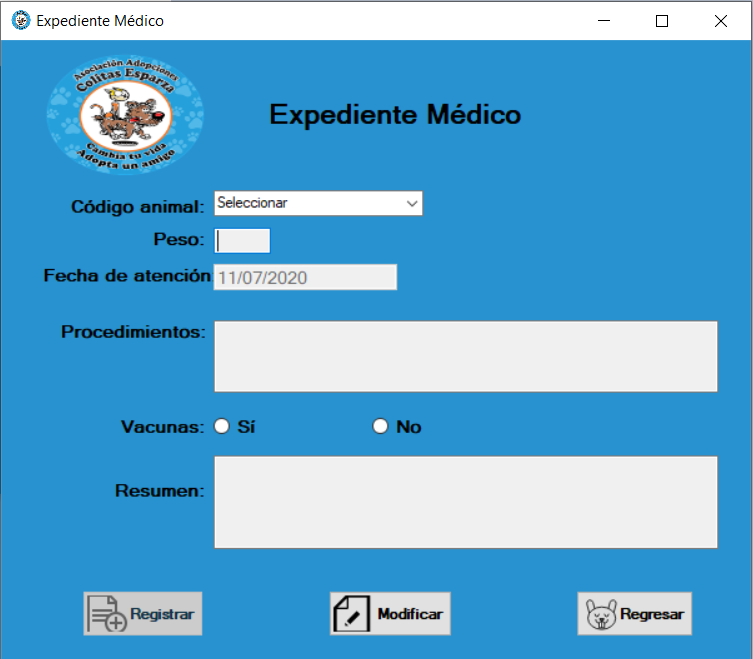 Expediente Médico
Asociación Adopciones
Colitas Esparza
Cambia tu vida
Adopta un amigo
Expediente Médico
Código animal: Seleccionar
Peso:
Fecha de atención 11/07/2020
Procedimientos:
Vacunas: Sí No
Resumen:
Registrar Modificar Regresar